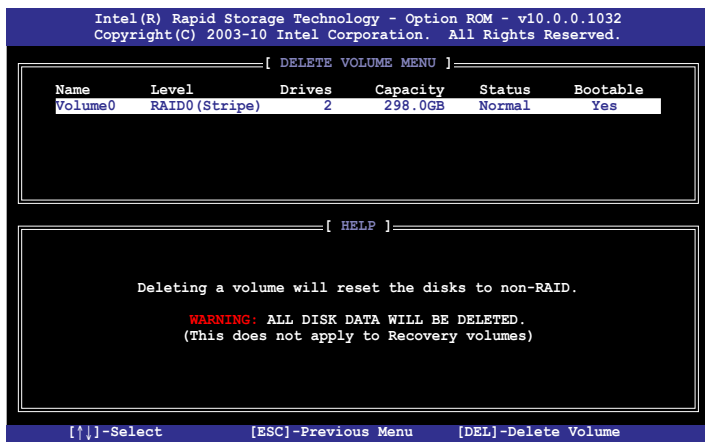 Intel(R) Rapid Storage Technology - Option ROM - v10.0.0.1032
Copyright(C) 2003-10 Intel Corporation.  All Rights Reserved.
[ DELETE VOLUME MENU ]
Name Level Drives Capacity Status Bootable
Volume0 RAID0(Stripe) 2 298.0GB Normal Yes
[ HELP ]
Deleting a volume will reset the disks to non-RAID.
WARNING: ALL DISK DATA WILL BE DELETED.
(This does not apply to Recovery volumes)
[↑↓]-Select [ESC]-Previous Menu [DEL]-Delete Volume